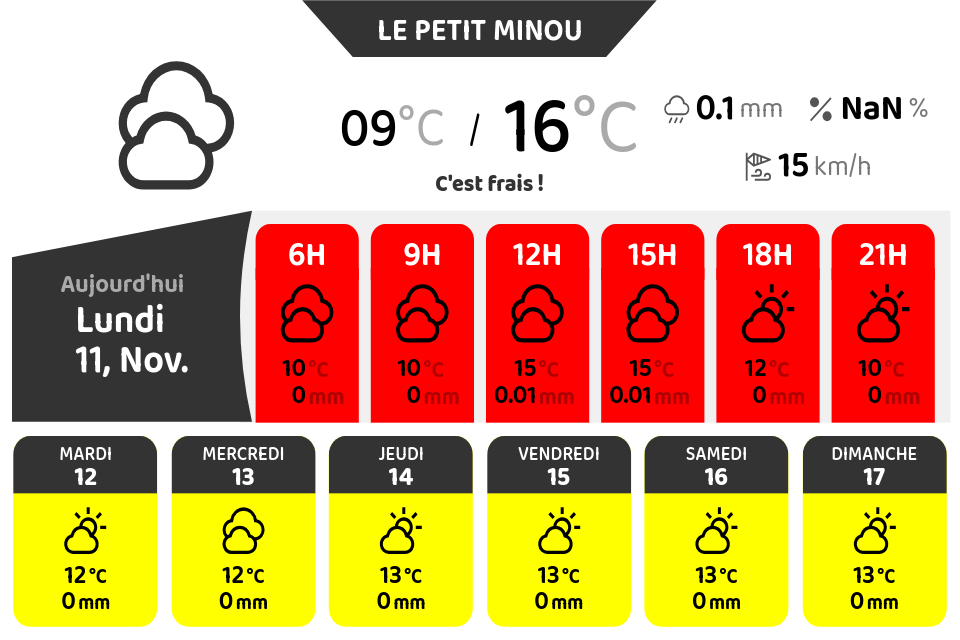 LE PETIT MINOU
09°C / 16°C
0.1 mm NaN %
C'est frais !
15 km/h
Aujourd'hui
Lundi
11, Nov.
6H 9H 12H 15H 18H 21H
10°C 10°C 15°C 15°C 12°C 10°C
0 mm 0 mm 0.01 mm 0.01 mm 0 mm 0 mm
MARDI MERCREDI JEUDI VENDREDI SAMEDI DIMANCHE
12 13 14 15 16 17
12°C 12°C 13°C 13°C 13°C 13°C
0 mm 0 mm 0 mm 0 mm 0 mm 0 mm